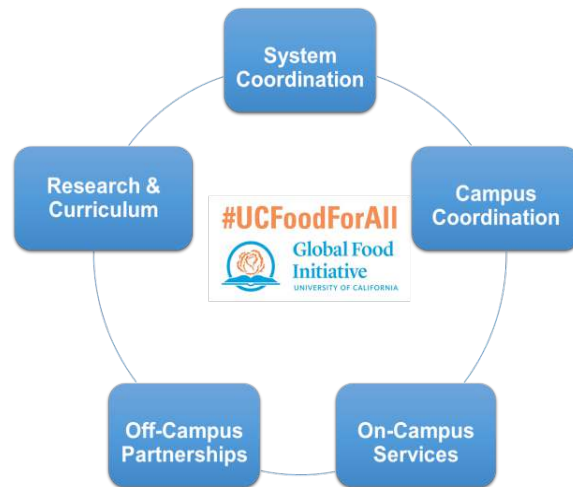 System
Coordination
Research &
Curriculum
Campus
Coordination
#UCFoodForAll
Global Food
Initiative
UNIVERSITY OF CALIFORNIA
Off-Campus
Partnerships
On-Campus
Services